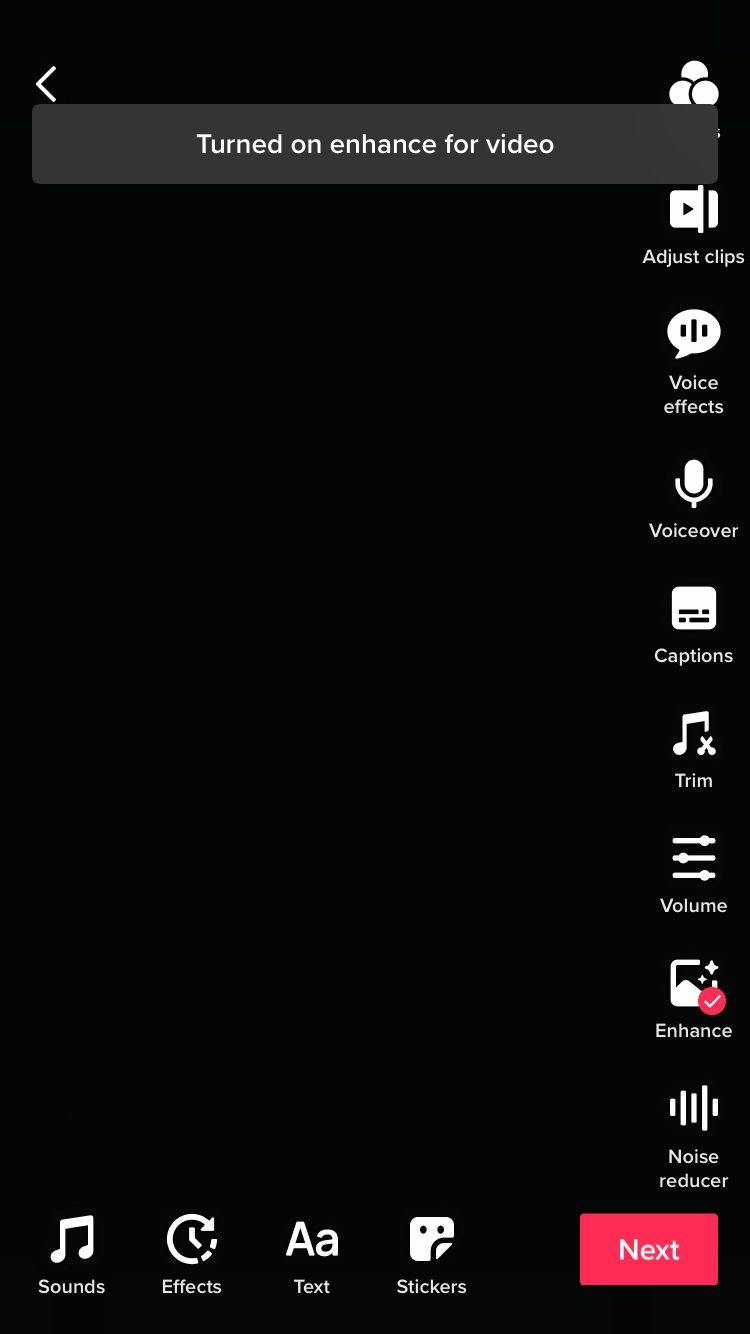 Turned on enhance for video
Adjust clips
Voice
effects
Voiceover
Captions
Trim
Volume
Enhance
Noise
reducer
Sounds
Effects
Aa
Text
Stickers
Next